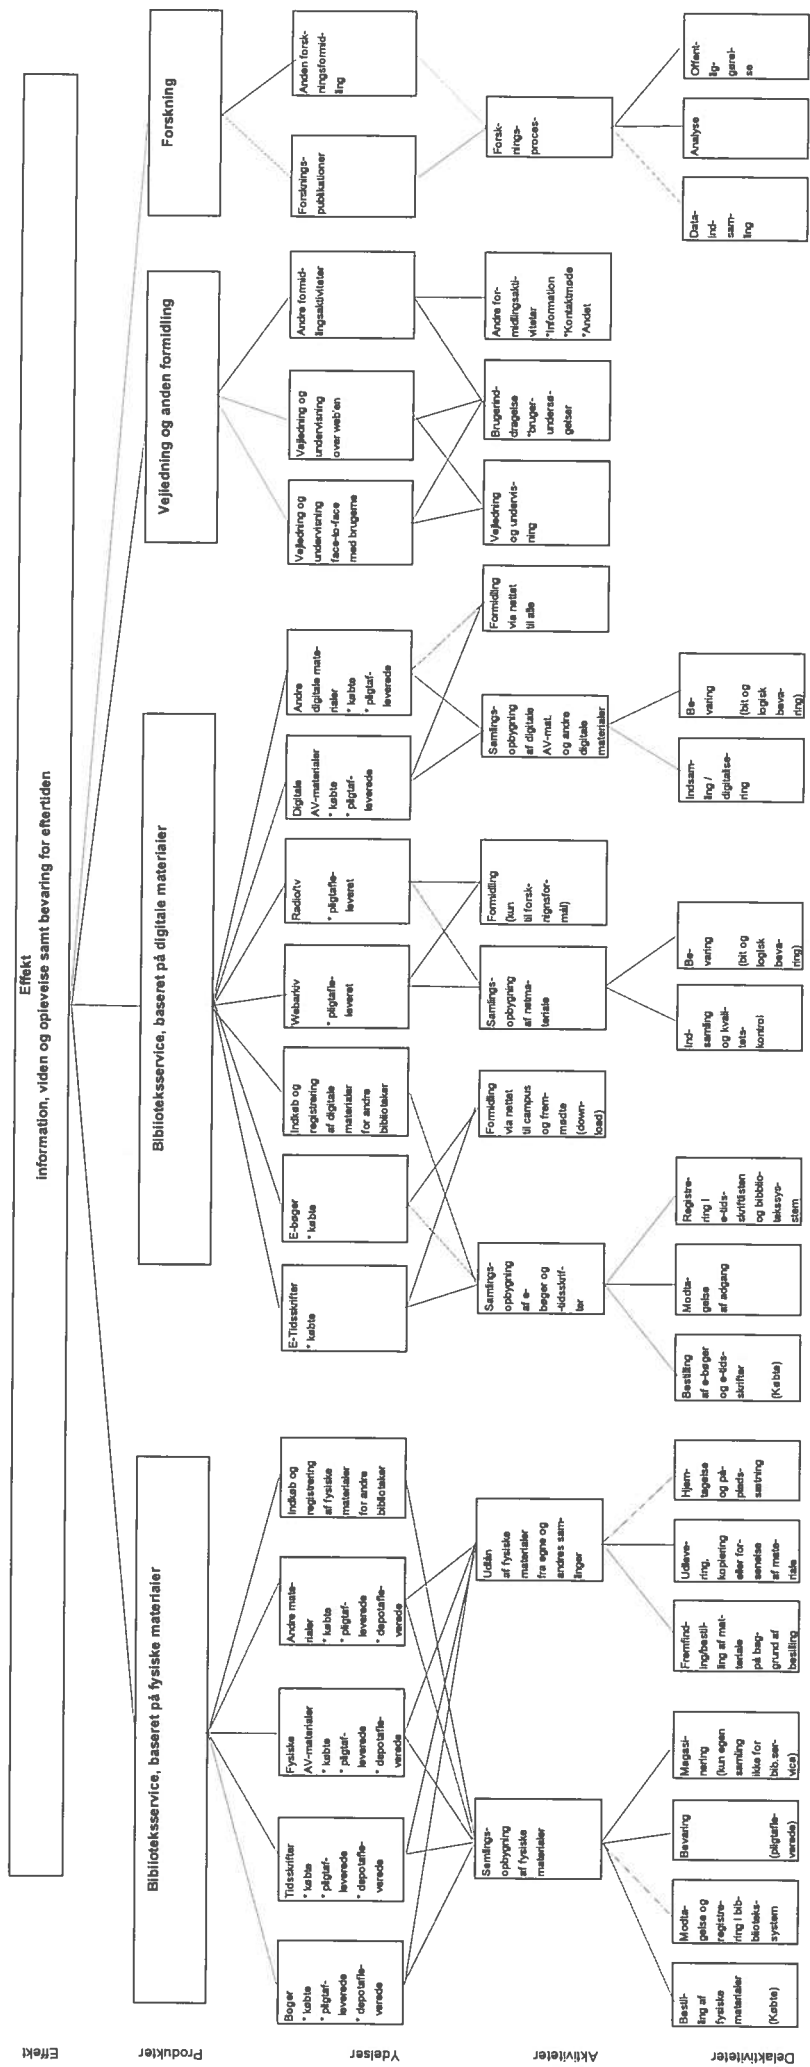 Effekt
information, viden og oplevelse samt bevaring for eftertiden
Biblioteksservice, baseret på fysiske materialer
Biblioteksservice, baseret på digitale materialer
Vejledning og anden formidling
Forskning
Bøger
* købte
* pligtaf-
leverede
* depotafle-
verede
Tidsskrifter
* købte
* pligtaf-
leverede
* depotafle-
verede
Fysiske
AV-materialer
* købte
* pligtaf-
leverede
* depotafle-
verede
Andre mate-
rialer
* købte
* pligtaf-
leverede
* depotafle-
verede
Indkøb og
registrering
af fysiske
materialer
for andre
biblioteker
E-Tidsskrifter
* købte
E-bøger
* købte
Indkøb og
registrering
af digitale
materialer
for andre
biblioteker
Webarkiv
* pligtafle-
leveret
Radio/tv
* pligtafle-
leveret
Digitale
AV-materialer
* købte
* pligtaf-
leverede
Andre
digitale mate-
rialer
* købte
* pligtaf-
leverede
Vejledning og
undervisning
face-to-face
med brugerne
Vejledning og
undervisning
over web'en
Andre formid-
lingsaktiviteter
Forsknings-
publikationer
Anden forsk-
ningsformid-
ling
Samlings-
opbygning
af fysiske
materialer
Udlån
af fysiske
materialer
fra egne og
andres sam-
linger
Samlings-
opbygning
af e-
bøger og
-tidsskrif-
ter
Formidling
via nettet
til campus
og frem-
mødte
(down-
load)
Samlings-
opbygning
af netma-
teriale
Formidling
(kun
til forsk-
nignsfor-
mål)
Samlings-
opbygning
af digitale
AV-mat.
og andre
digitale
materialer
Formidling
via nettet
til alle
Vejledning
og undervis-
ning
Brugerind-
dragelse
*bruger-
undersø-
gelser
Andre for-
midlingsakti-
viteter
*Information
*Kontaktmøde
*Andet
Forsk-
nings-
proces-
Bestil-
ling af
fysiske
materialer
(Købte)
Modta-
gelse og
registre-
ring i bib-
blioteks-
system
Bevaring
(pligtafle-
verede)
Magasi-
nering
(kun egen
samling
ikke for
bib.ser-
vice)
Fremfind-
ing/bestil-
ling af mat-
teriale
på bag-
grund af
bestilling
Udleve-
ring,
kopiering
eller for-
senelse
af mate-
riale
Hjem-
tagelse
og på-
plads-
sætning
Bestilling
af e-bøger
og e-tids-
skrifter
(Købte)
Modta-
gelse
af adgang
Registre-
ring i
e-tids-
skriftlisten
og bibblio-
tekssys-
stem
Ind-
samling
og kvali-
tets-
kontrol
Be-
varing
(bit og
logisk
beva-
ring)
Indsam-
ling /
digitalise-
ring
Be-
varing
(bit og
logisk
beva-
ring)
Data-
ind-
sam-
ling
Analyse
Offent-
lig-
gørel-
se
Effekt
Produkter
Ydelser
Aktiviteter
Delaktiviteter